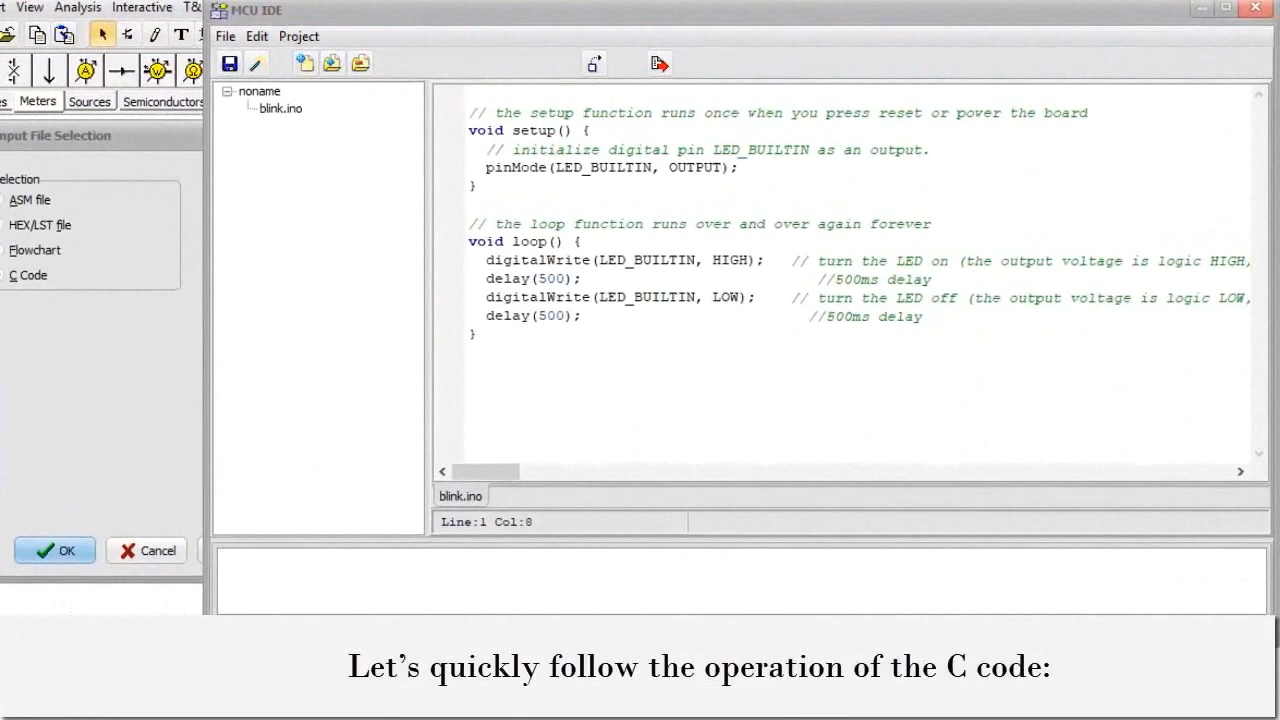 View Analysis Interactive T&
Meters Sources Semiconductors
nput File Selection
election
ASM file
HEX/LST file
Flowchart
C Code
OK Cancel
MCU IDE
File Edit Project
noname
blink.ino
// the setup function runs once when you press reset or power the board
void setup() {
// initialize digital pin LED_BUILTIN as an output.
pinMode(LED_BUILTIN, OUTPUT);
}
// the loop function runs over and over again forever
void loop() {
digitalWrite(LED_BUILTIN, HIGH); // turn the LED on (the output voltage is logic HIGH,
delay(500); //500ms delay
digitalWrite(LED_BUILTIN, LOW); // turn the LED off (the output voltage is logic LOW,
delay(500); //500ms delay
}
blink.ino
Line:1 Col:8
Let's quickly follow the operation of the C code: